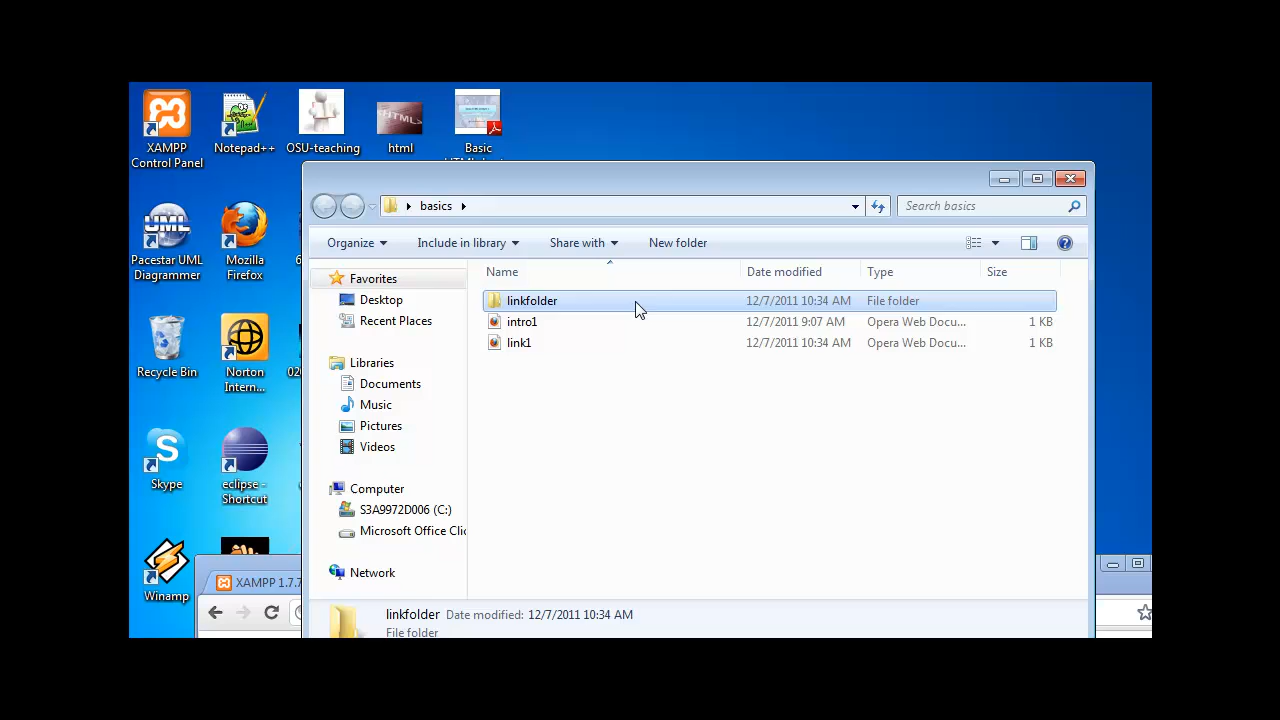 XAMPP
Control Panel
Notepad++
OSU-teaching
html
HTML
Basic
Pacestar UML
Diagrammer
Mozilla
Firefox
Recycle Bin
Norton
Intern...
Skype
eclipse -
Shortcut
Winamp
basics
Search basics
Organize
Include in library
Share with
New folder
Name
Date modified
Type
Size
Favorites
Desktop
Recent Places
Libraries
Documents
Music
Pictures
Videos
Computer
S3A9972D006 (C:)
Microsoft Office Clic
Network
linkfolder 12/7/2011 10:34 AM File folder
intro1 12/7/2011 9:07 AM Opera Web Docu... 1 KB
link1 12/7/2011 10:34 AM Opera Web Docu... 1 KB
linkfolder Date modified: 12/7/2011 10:34 AM
File folder
XAMPP 1.7.7